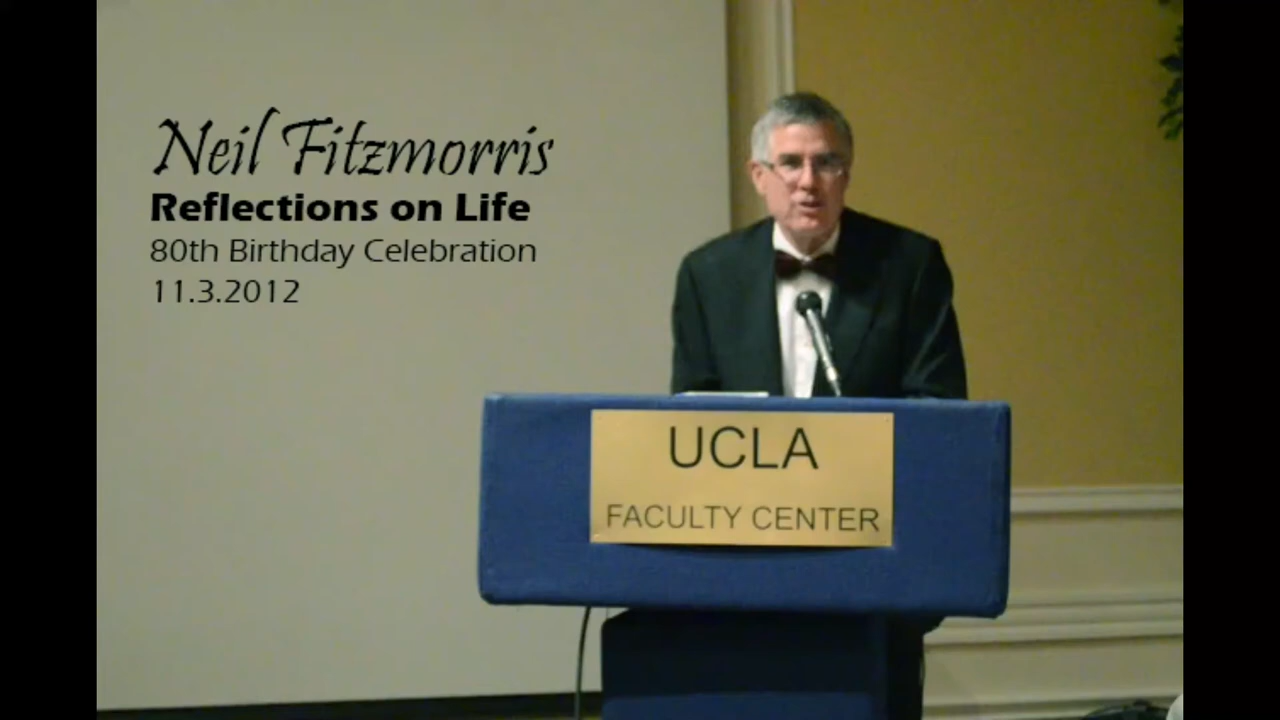 Neil Fitzmorris
Reflections on Life
80th Birthday Celebration
11.3.2012
UCLA
FACULTY CENTER